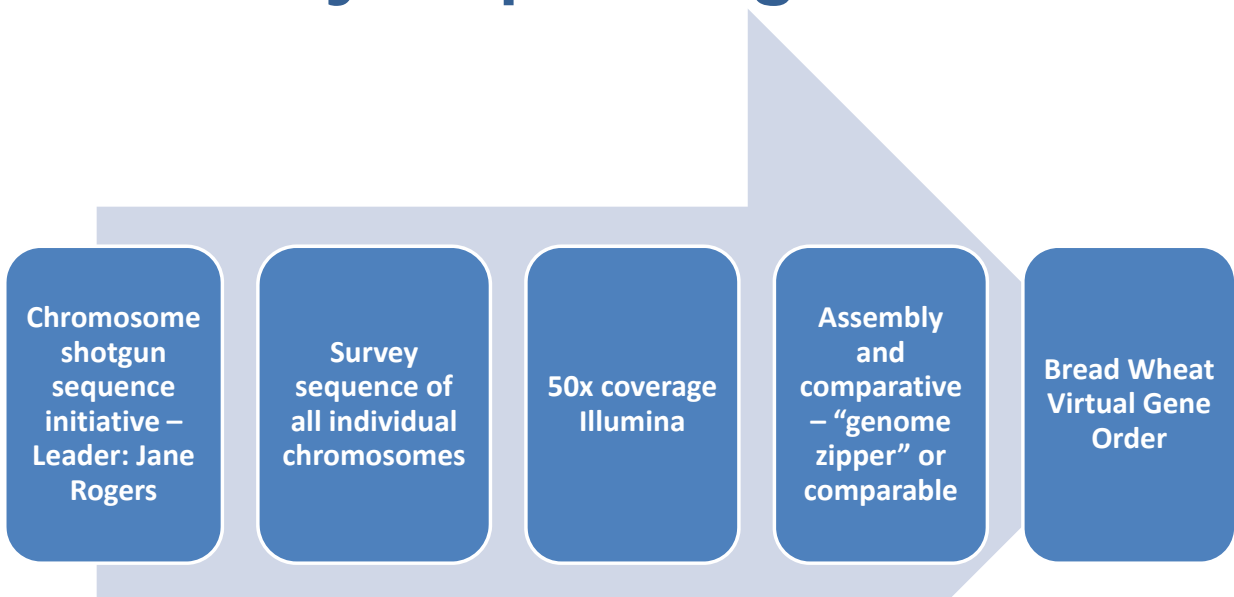 Chromosome
shotgun
sequence
initiative –
Leader: Jane
Rogers
Survey
sequence of
all individual
chromosomes
50x coverage
Illumina
Assembly
and
comparative
– “genome
zipper” or
comparable
Bread Wheat
Virtual Gene
Order